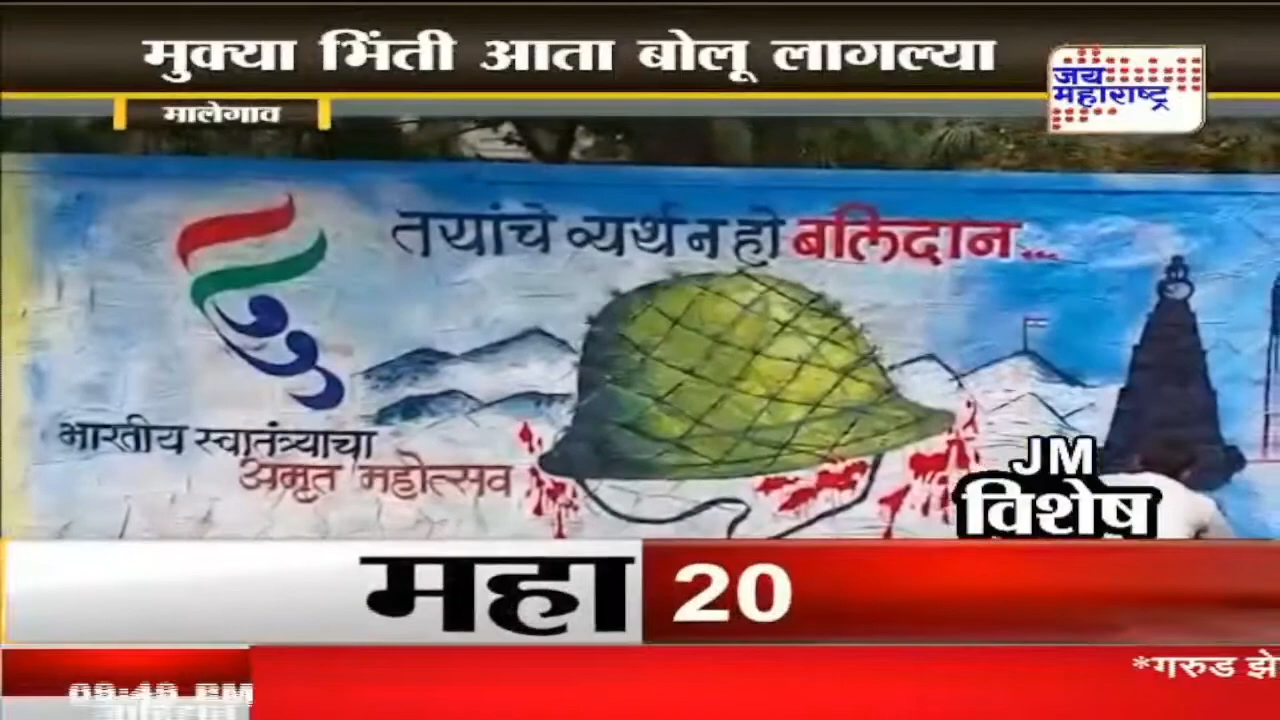 मुक्या भिंती आता बोलू लागल्या
जय
महाराष्ट्र
मालेगाव
तयांचे व्यर्थ न हो बलिदान...
भारतीय स्वातंत्र्याचा
अमृत महोत्सव
JM
विशेष
महा 20
*गरुड झे